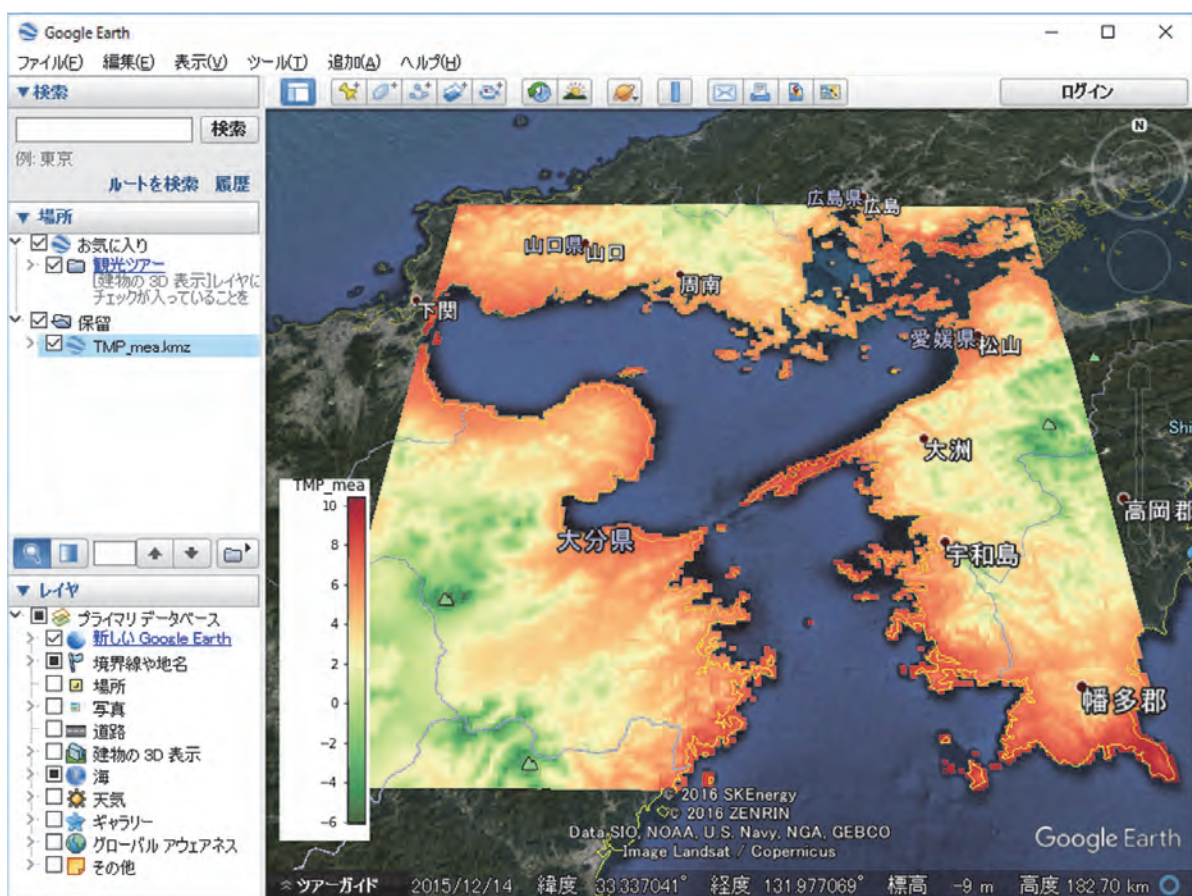 Google Earth
ファイル(F) 編集(E) 表示(V) ツール(T) 追加(A) ヘルプ(H)
▼検索
検索
例: 東京
ルートを検索 履歴
▼ 場所
お気に入り
観光ツアー
[建物の 3D 表示]レイヤに
チェックが入っていることを
保留
TMP_mea.kmz
▼ レイヤ
プライマリ データベース
新しい Google Earth
境界線や地名
場所
写真
道路
建物の 3D 表示
海
天気
ギャラリー
グローバル アウェアネス
その他
ログイン
N
広島県 広島
山口県 山口
周南
下関
愛媛県 松山
大洲
Shi
高岡郡
宇和島
大分県
幡多郡
TMP_mea
10
8
6
4
2
0
−2
−4
−6
© 2016 SKEnergy
© 2016 ZENRIN
Data SIO, NOAA, U.S. Navy, NGA, GEBCO
Image Landsat / Copernicus
Google Earth
ツアーガイド 2015/12/14 緯度 33.337041° 経度 131.977069° 標高 -9 m 高度 182.70 km